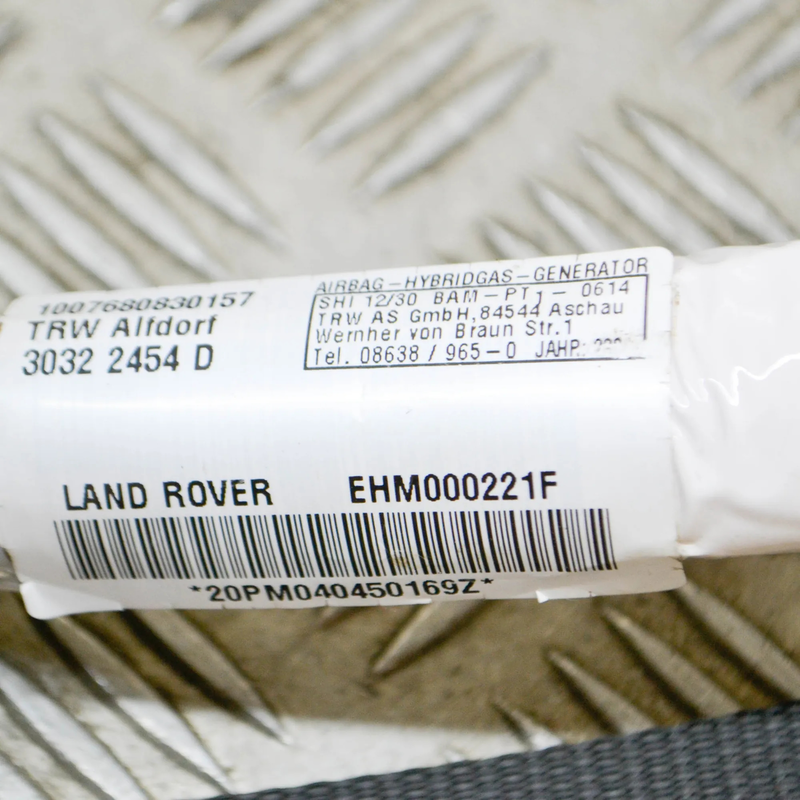 1007680830157
TRW Alfdorf
3032 2454 D
AIRBAG-HYBRIDGAS-GENERATOR
SHI 12/30 BAM-PT1- 0614
TRW AS GmbH, 84544 Aschau
Wernher von Braun Str.1
Tel. 08638 / 965-0 JAHR:
LAND ROVER EHM000221F
*20PM040450169Z*